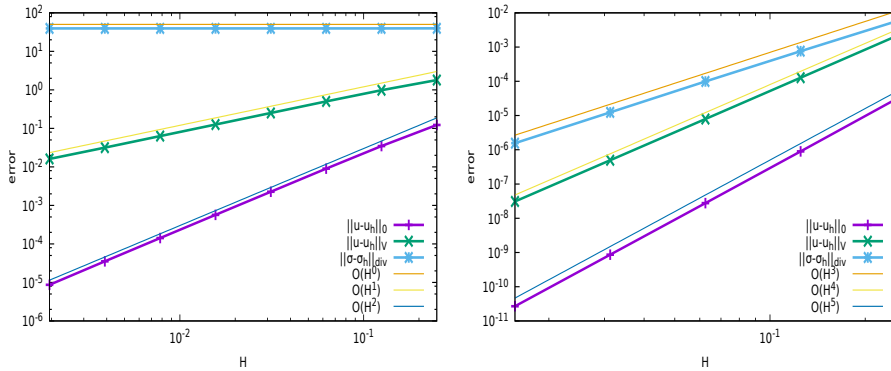 10^2
10^1
10^0
10^-1
10^-2
10^-3
10^-4
10^-5
10^-6
error
||u-u_h||_0
||u-u_h||_V
||σ-σ_h||_div
O(H^0)
O(H^1)
O(H^2)
10^-2
10^-1
H
10^-2
10^-3
10^-4
10^-5
10^-6
10^-7
10^-8
10^-9
10^-10
10^-11
error
||u-u_h||_0
||u-u_h||_V
||σ-σ_h||_div
O(H^3)
O(H^4)
O(H^5)
10^-1
H